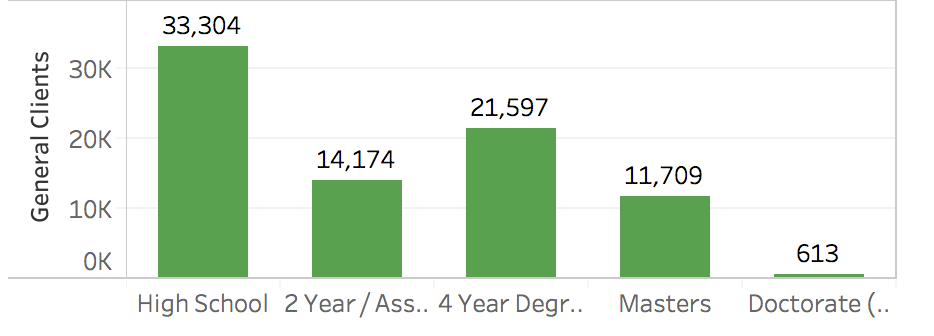 General Clients
30K
20K
10K
0K
33,304
14,174
21,597
11,709
613
High School
2 Year / Ass..
4 Year Degr..
Masters
Doctorate (..